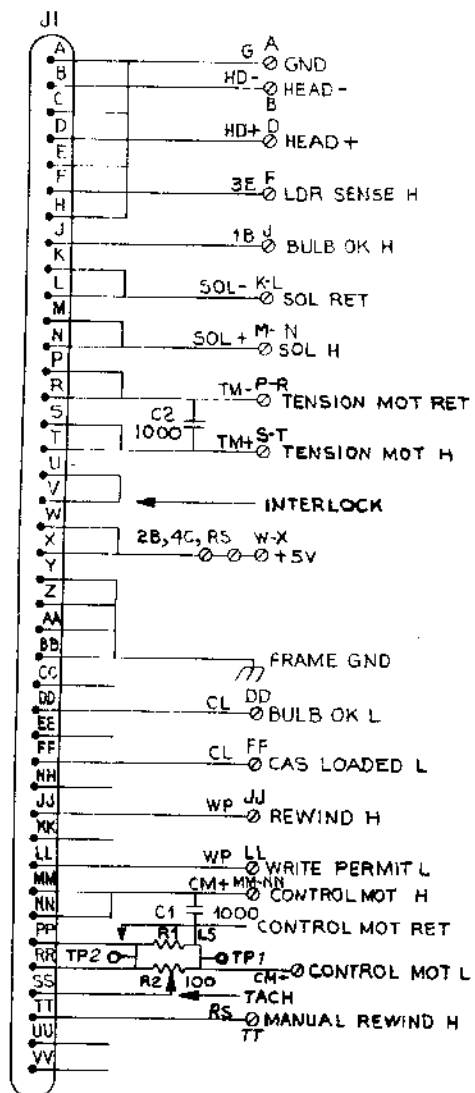 J1
A G A GND
B HD- HEAD-
C B
D HD+ D HEAD+
E
F 3E F LDR SENSE H
H
J 1B J BULB OK H
K
L SOL- K-L SOL RET
M
N SOL+ M-N SOL H
P
R TM- P-R TENSION MOT RET
S C2 1000
T TM+ S-T TENSION MOT H
U
V INTERLOCK
W
X 2B, 4C, RS W-X +5V
Y
Z
AA
BB FRAME GND
CC
DD CL DD BULB OK L
EE
FF CL FF CAS LOADED L
HH
JJ WP JJ REWIND H
KK
LL WP LL WRITE PERMIT L
MM CM+ MM-NN CONTROL MOT H
NN C1 1000
PP R1 L5 CONTROL MOT RET
RR TP2 TP1 CM- CONTROL MOT L
SS R2 100 TACH
TT RS MANUAL REWIND H
UU TT
VV